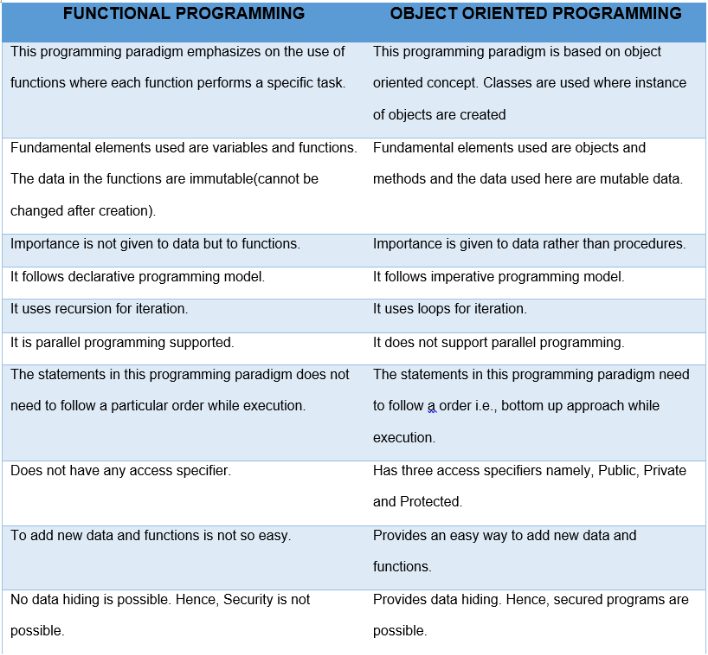 FUNCTIONAL PROGRAMMING
OBJECT ORIENTED PROGRAMMING
This programming paradigm emphasizes on the use of
functions where each function performs a specific task.
This programming paradigm is based on object
oriented concept. Classes are used where instance
of objects are created
Fundamental elements used are variables and functions.
The data in the functions are immutable(cannot be
changed after creation).
Fundamental elements used are objects and
methods and the data used here are mutable data.
Importance is not given to data but to functions.
Importance is given to data rather than procedures.
It follows declarative programming model.
It follows imperative programming model.
It uses recursion for iteration.
It uses loops for iteration.
It is parallel programming supported.
It does not support parallel programming.
The statements in this programming paradigm does not
need to follow a particular order while execution.
The statements in this programming paradigm need
to follow a order i.e., bottom up approach while
execution.
Does not have any access specifier.
Has three access specifiers namely, Public, Private
and Protected.
To add new data and functions is not so easy.
Provides an easy way to add new data and
functions.
No data hiding is possible. Hence, Security is not
possible.
Provides data hiding. Hence, secured programs are
possible.